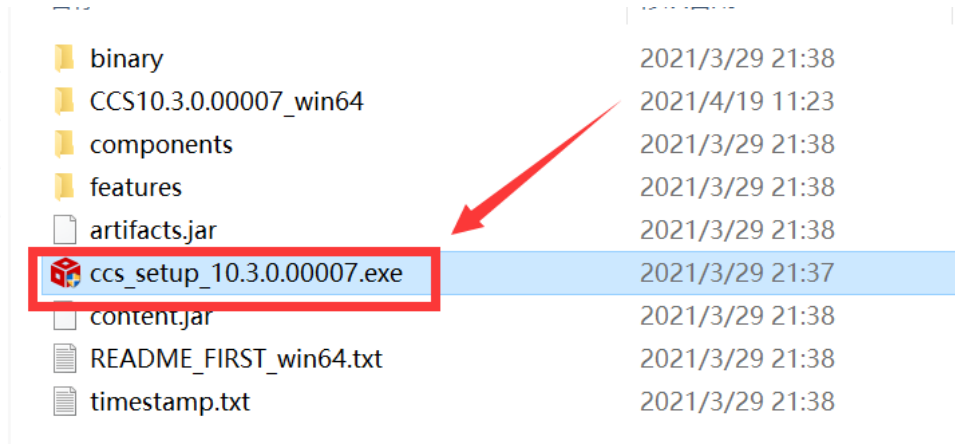 binary 2021/3/29 21:38
CCS10.3.0.00007_win64 2021/4/19 11:23
components 2021/3/29 21:38
features 2021/3/29 21:38
artifacts.jar 2021/3/29 21:38
ccs_setup_10.3.0.00007.exe 2021/3/29 21:37
content.jar 2021/3/29 21:38
README_FIRST_win64.txt 2021/3/29 21:38
timestamp.txt 2021/3/29 21:38